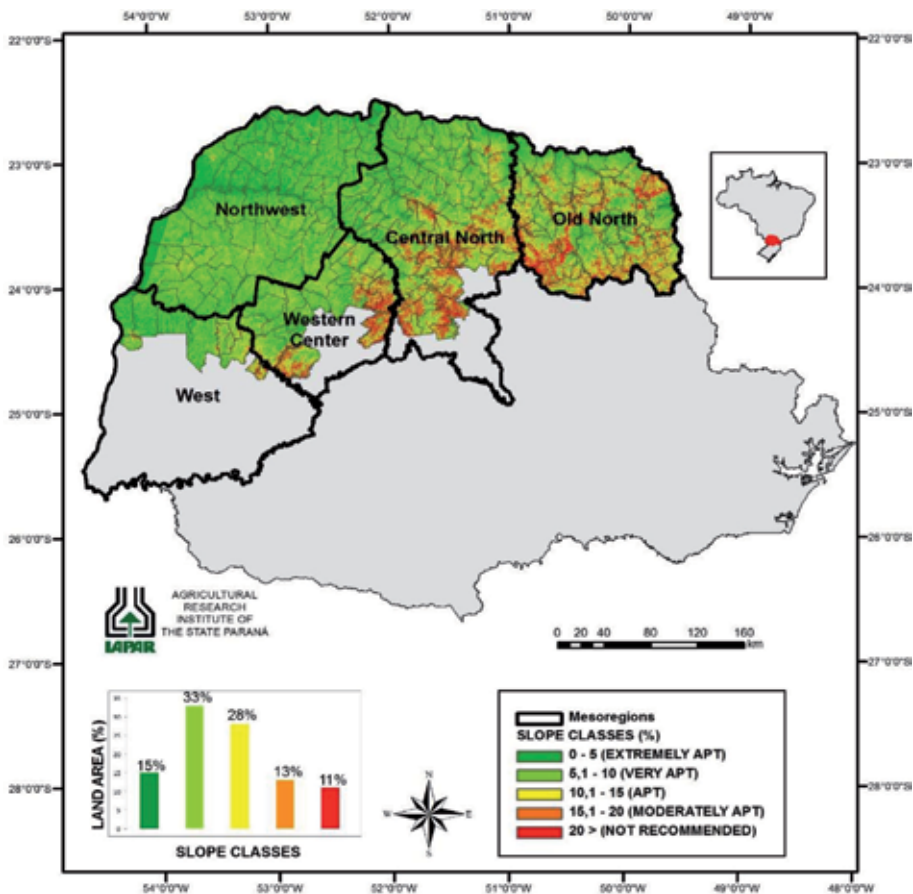 54°0'0"W 53°0'0"W 52°0'0"W 51°0'0"W 50°0'0"W 49°0'0"W
22°0'0"S 22°0'0"S
23°0'0"S 23°0'0"S
Northwest
Old North
Central North
24°0'0"S 24°0'0"S
Western
Center
West
25°0'0"S 25°0'0"S
26°0'0"S 26°0'0"S
AGRICULTURAL
RESEARCH
INSTITUTE OF
THE STATE PARANÁ
IAPAR
0 20 40 80 120 160
km
27°0'0"S 27°0'0"S
33%
28%
15%
13%
11%
LAND AREA (%)
SLOPE CLASSES
N
W E
S
Mesoregions
SLOPE CLASSES (%)
0 - 5 (EXTREMELY APT)
5,1 - 10 (VERY APT)
10,1 - 15 (APT)
15,1 - 20 (MODERATELY APT)
20 > (NOT RECOMMENDED)
28°0'0"S 28°0'0"S
54°0'0"W 53°0'0"W 52°0'0"W 51°0'0"W 50°0'0"W 49°0'0"W 48°0'0"W